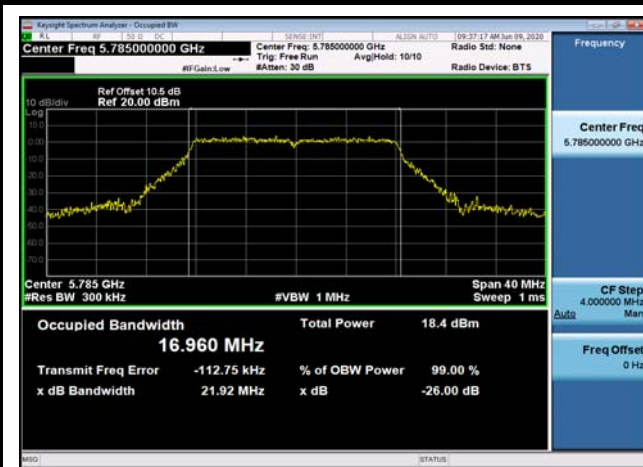 Keysight Spectrum Analyzer - Occupied BW
RL RF 50 Ω DC SENSE:INT ALIGN AUTO 09:37:17 AM Jun 09, 2020
Center Freq 5.785000000 GHz
Center Freq: 5.785000000 GHz
Radio Std: None
Trig: Free Run Avg|Hold: 10/10
#IFGain:Low #Atten: 30 dB Radio Device: BTS
Ref Offset 10.5 dB
10 dB/div Ref 20.00 dBm
Log
10.0
0.00
Center 5.785 GHz Span 40 MHz
#Res BW 300 kHz #VBW 1 MHz Sweep 1 ms
Occupied Bandwidth Total Power 18.4 dBm
16.960 MHz
Transmit Freq Error -112.75 kHz % of OBW Power 99.00 %
x dB Bandwidth 21.92 MHz x dB -26.00 dB
MSG STATUS
Frequency
Center Freq
5.785000000 GHz
CF Step
4.000000 MHz
Auto Man
Freq Offset
0 Hz